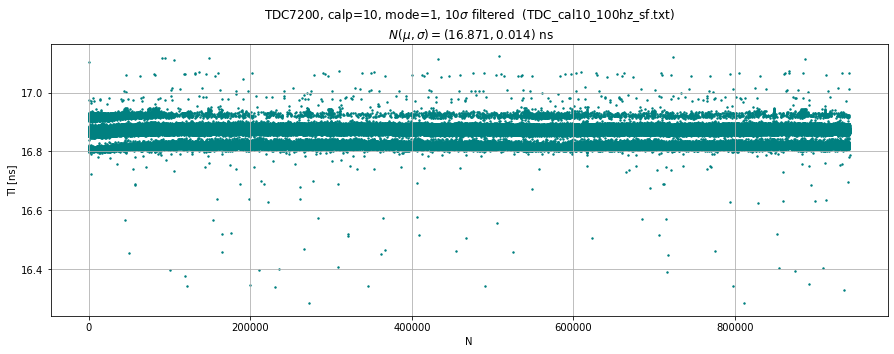 TDC7200, calp=10, mode=1, 10σ filtered (TDC_cal10_100hz_sf.txt)
N(μ, σ) = (16.871, 0.014) ns
17.0
16.8
16.6
16.4
TI [ns]
0
200000
400000
600000
800000
N